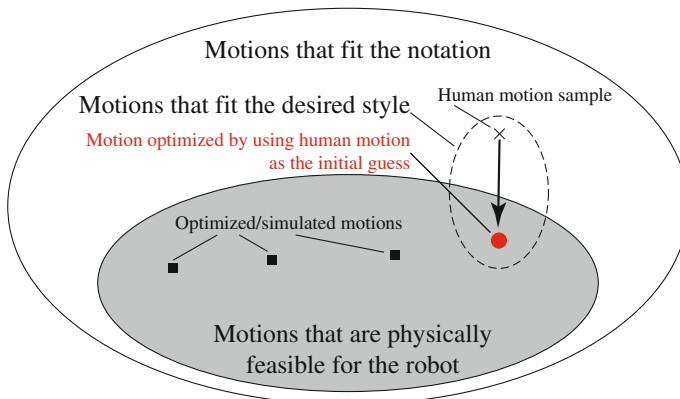 Motions that fit the notation
Human motion sample
Motions that fit the desired style
Motion optimized by using human motion
as the initial guess
Optimized/simulated motions
Motions that are physically
feasible for the robot